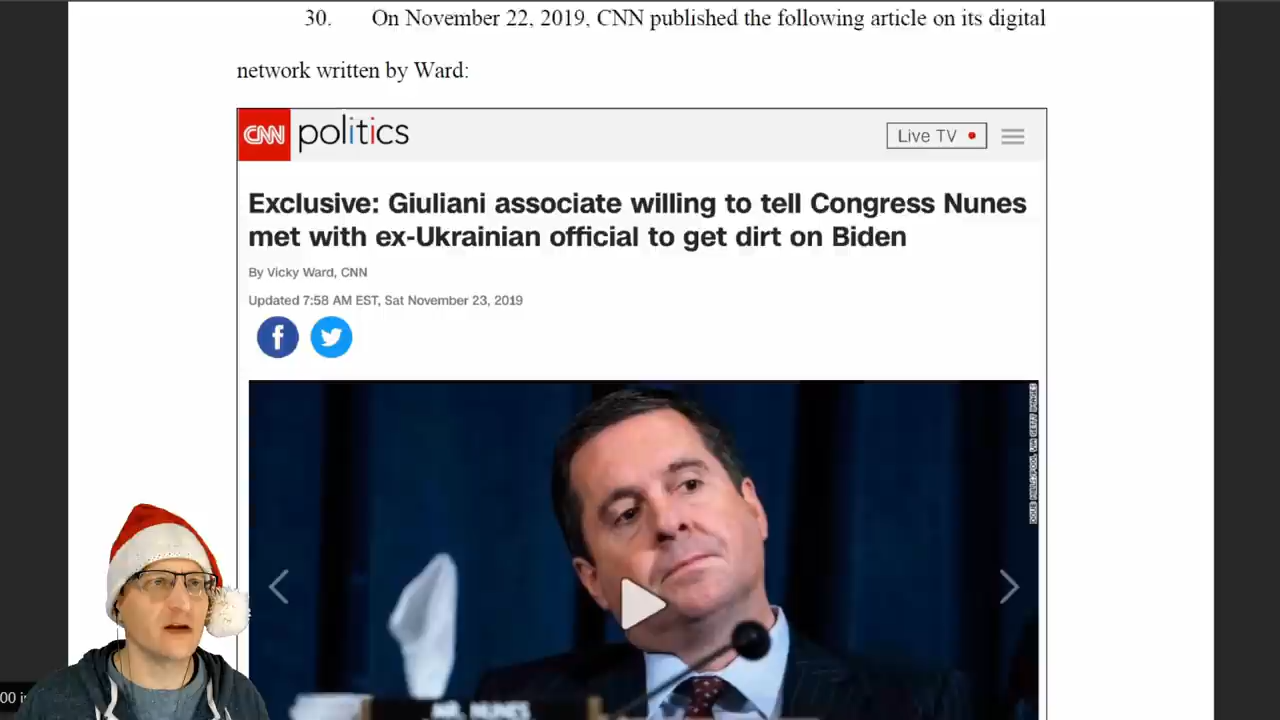 30. On November 22, 2019, CNN published the following article on its digital
network written by Ward:
CNN politics
Live TV
Exclusive: Giuliani associate willing to tell Congress Nunes
met with ex-Ukrainian official to get dirt on Biden
By Vicky Ward, CNN
Updated 7:58 AM EST, Sat November 23, 2019
MR. NUNES